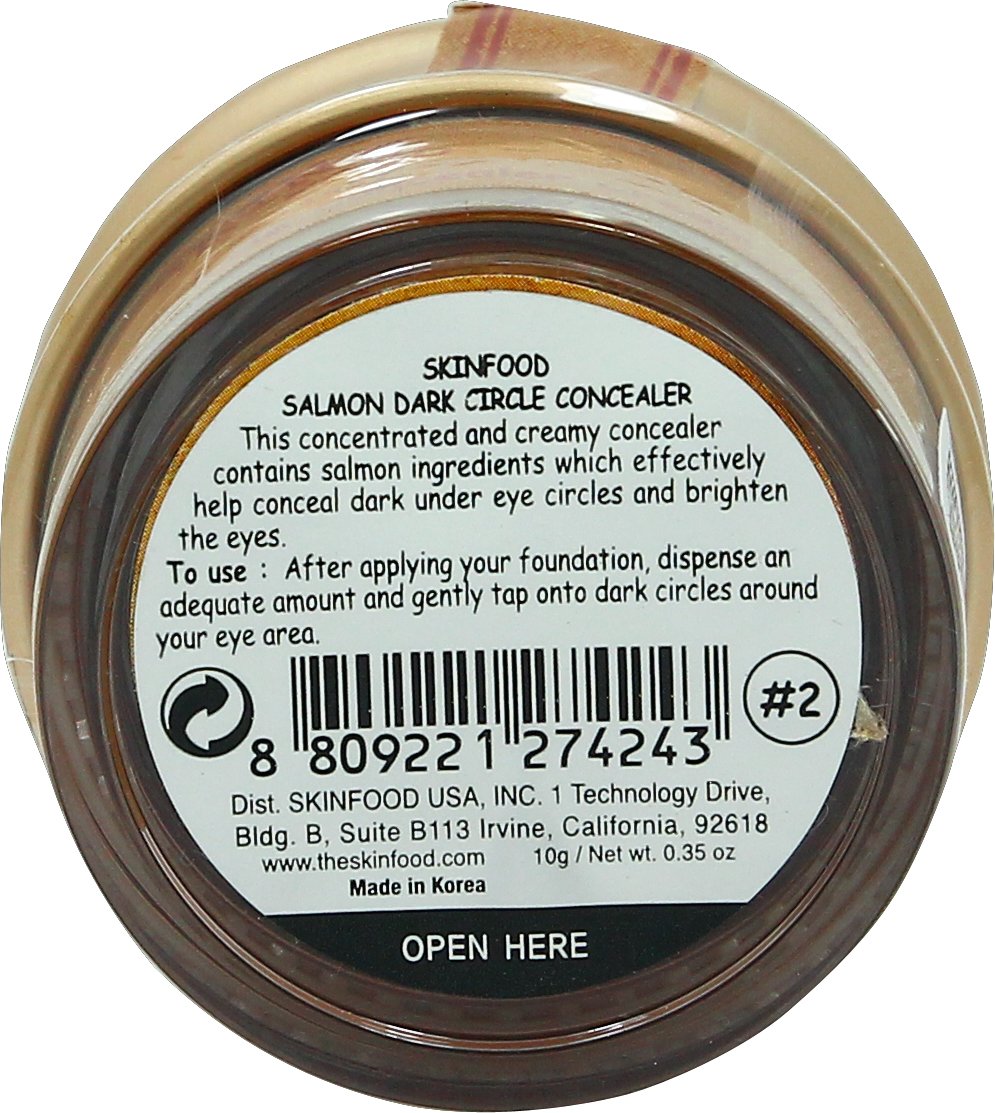 SKINFOOD
SALMON DARK CIRCLE CONCEALER
This concentrated and creamy concealer
contains salmon ingredients which effectively
help conceal dark under eye circles and brighten
the eyes.
To use : After applying your foundation, dispense an
adequate amount and gently tap onto dark circles around
your eye area.
#2
8 809221 274243
Dist. SKINFOOD USA, INC. 1 Technology Drive,
Bldg. B, Suite B113 Irvine, California, 92618
www.theskinfood.com 10g / Net wt. 0.35 oz
Made in Korea
OPEN HERE